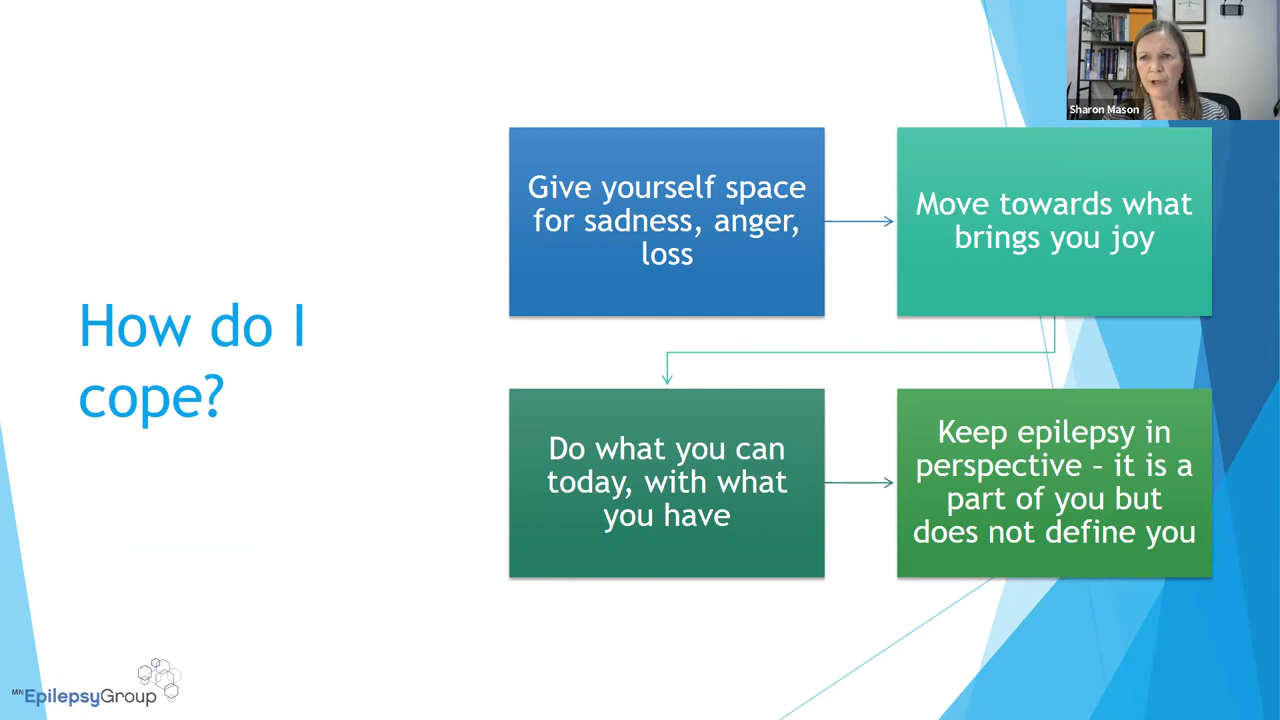 Sharon Mason
Give yourself space
for sadness, anger,
loss
Move towards what
brings you joy
How do I
cope?
Do what you can
today, with what
you have
Keep epilepsy in
perspective – it is a
part of you but
does not define you
MN EpilepsyGroup